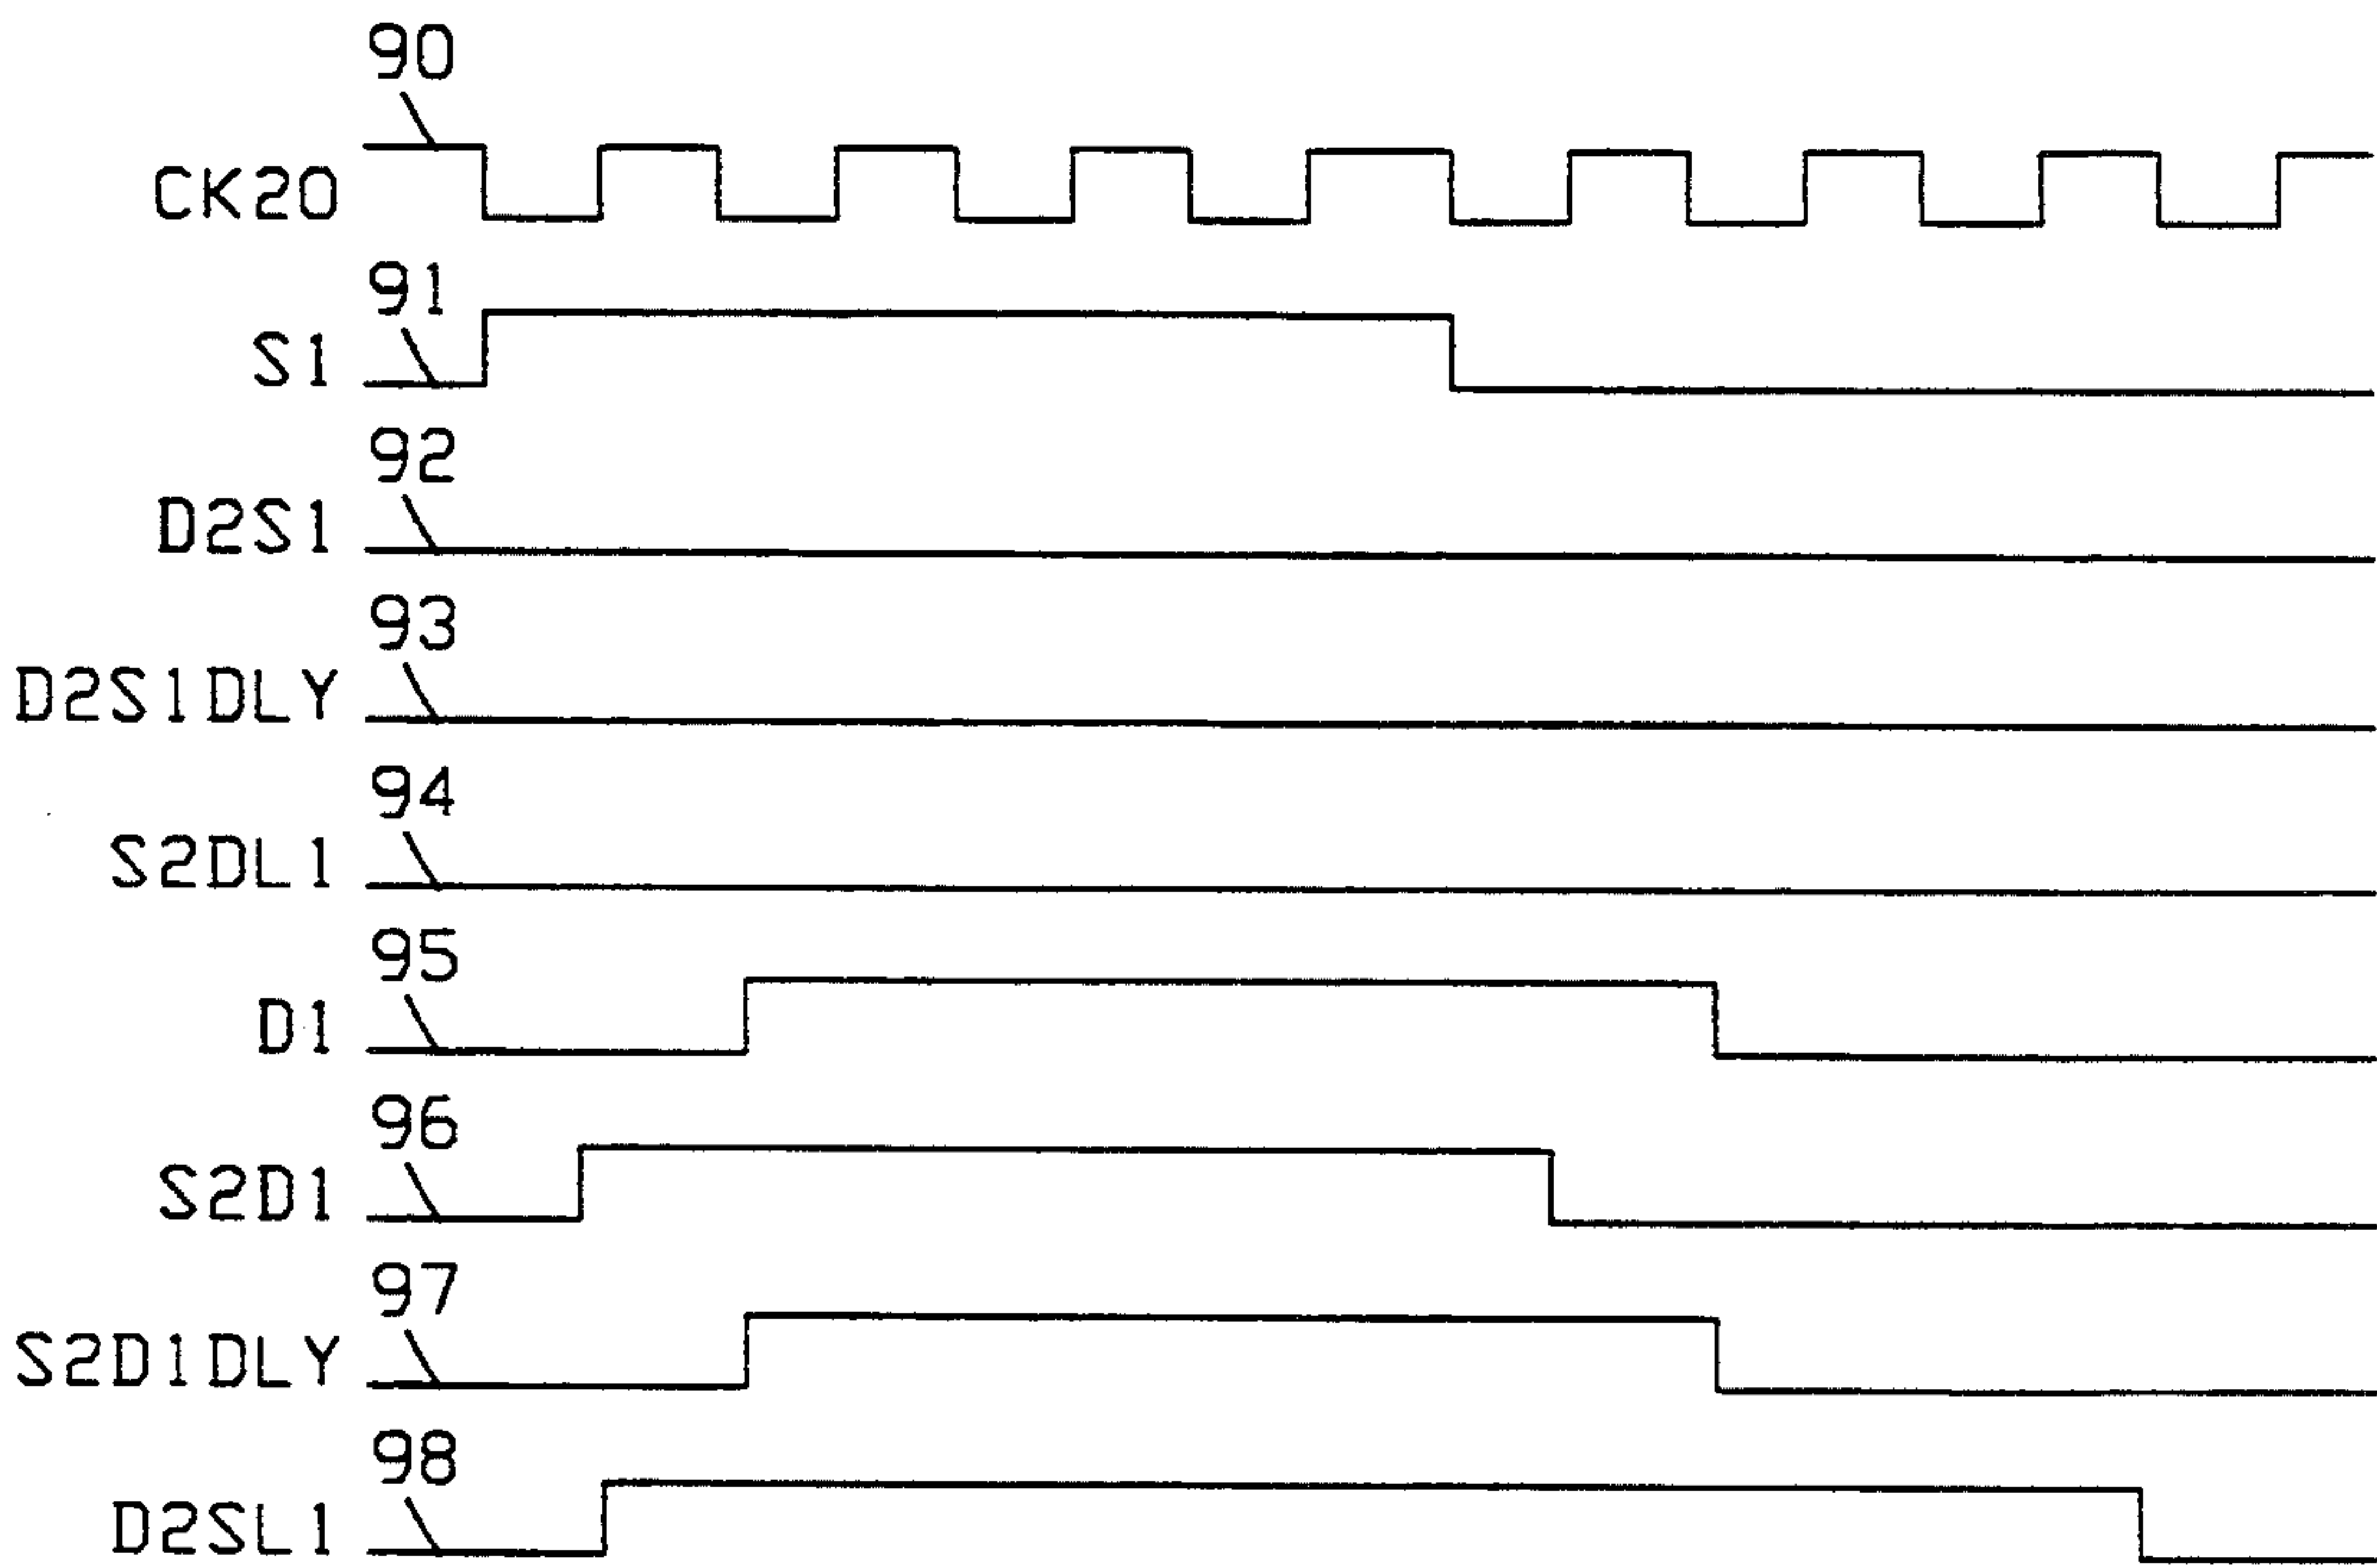 90
CK20
91
S1
92
D2S1
93
D2S1DLY
94
S2DL1
95
D1
96
S2D1
97
S2D1DLY
98
D2SL1